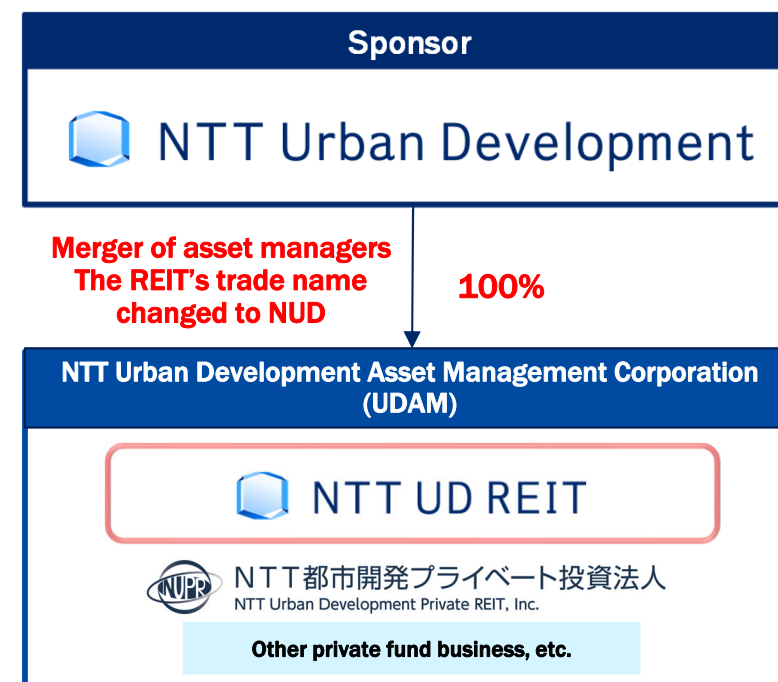 Sponsor
NTT Urban Development
Merger of asset managers
The REIT’s trade name
changed to NUD
100%
NTT Urban Development Asset Management Corporation
(UDAM)
NTT UD REIT
NUPR
NTT都市開発プライベート投資法人
NTT Urban Development Private REIT, Inc.
Other private fund business, etc.